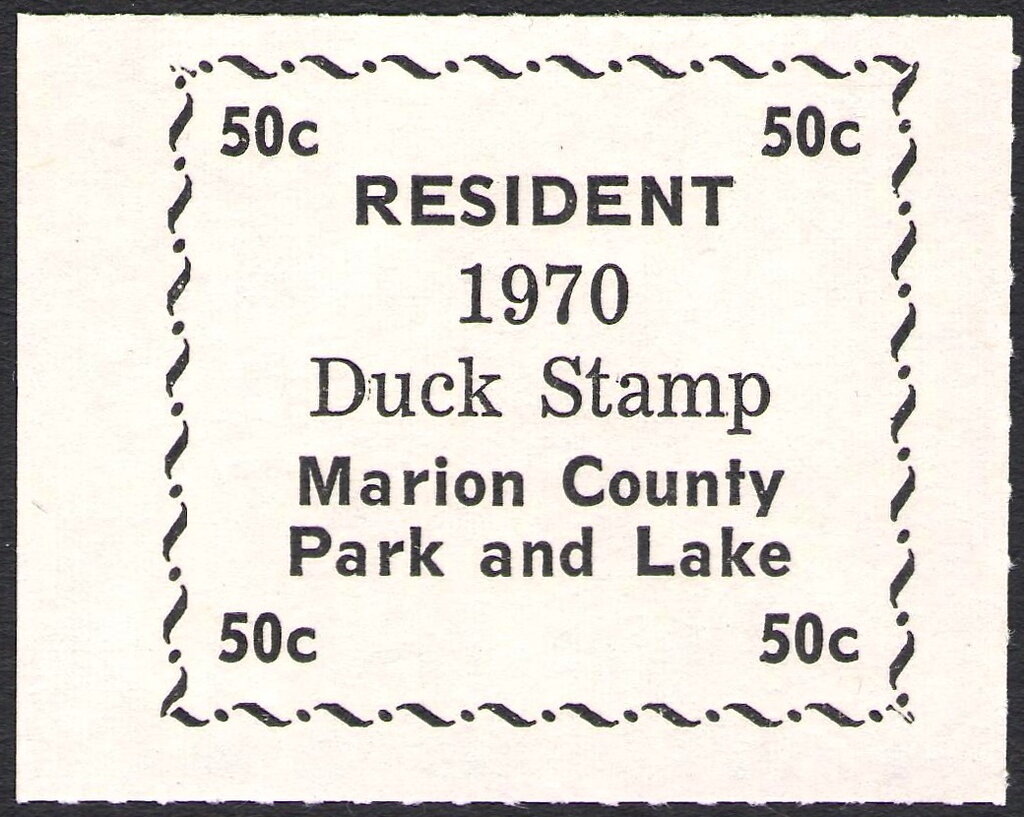 50c 50c
RESIDENT
1970
Duck Stamp
Marion County
Park and Lake
50c 50c